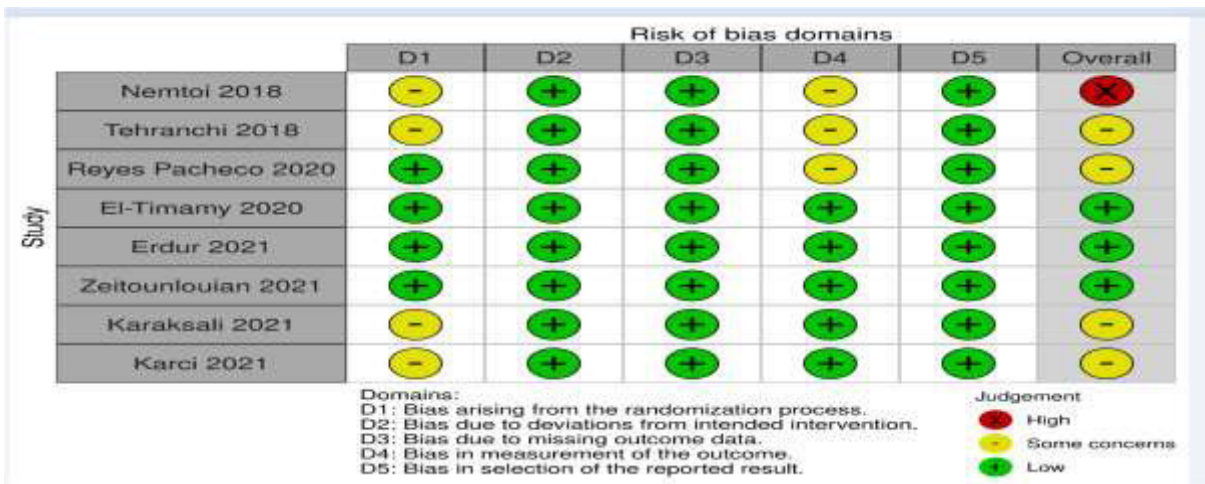 Risk of bias domains
D1 D2 D3 D4 D5 Overall
Study
Nemtoi 2018 - + + - + X
Tehranchi 2018 - + + - + -
Reyes Pacheco 2020 + + + - + -
El-Timamy 2020 + + + + + +
Erdur 2021 + + + + + +
Zeitounlouian 2021 + + + + + +
Karaksali 2021 - + + + + -
Karci 2021 - + + + + -
Domains:
D1: Bias arising from the randomization process.
D2: Bias due to deviations from intended intervention.
D3: Bias due to missing outcome data.
D4: Bias in measurement of the outcome.
D5: Bias in selection of the reported result.
Judgement
X High
- Some concerns
+ Low